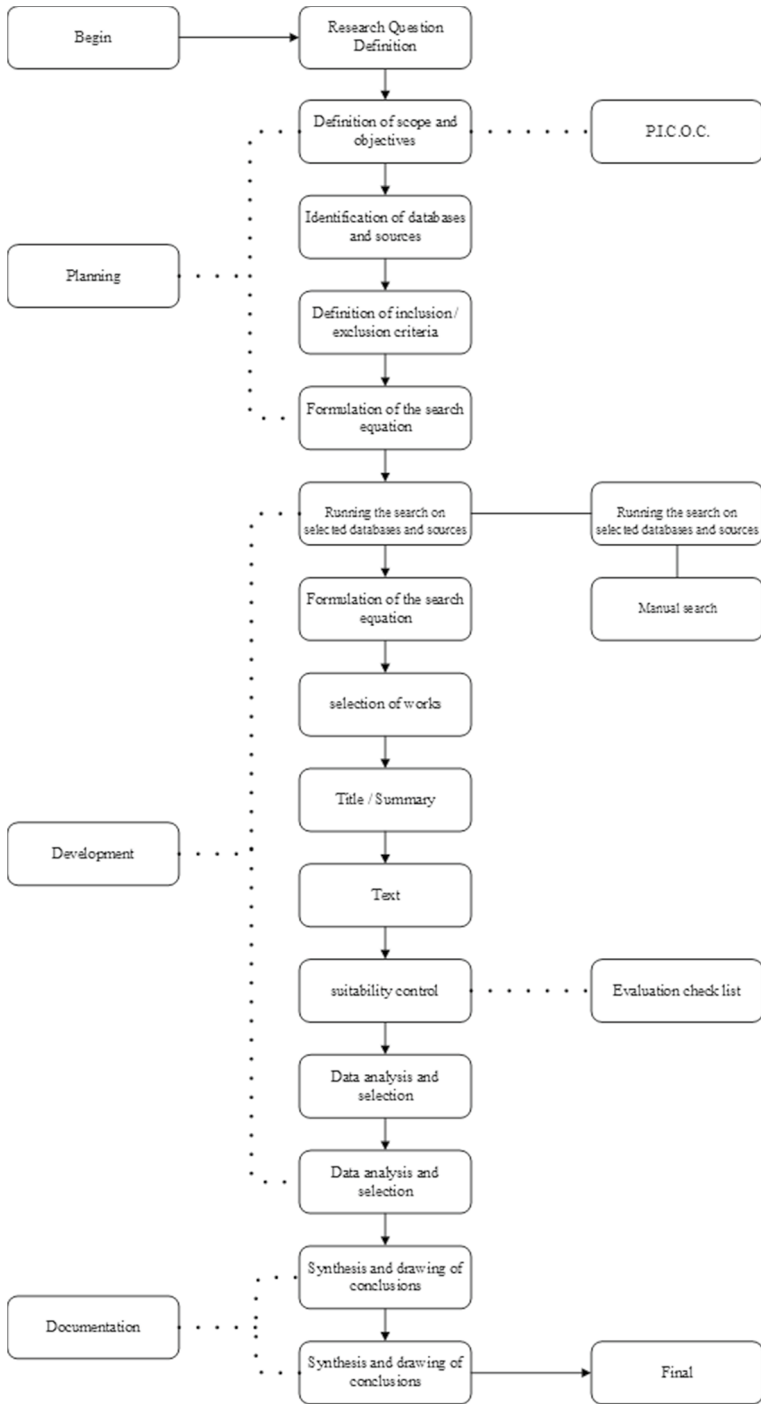 Begin
Research Question
Definition
Definition of scope and
objectives
P.I.C.O.C.
Identification of databases
and sources
Planning
Definition of inclusion /
exclusion criteria
Formulation of the search
equation
Running the search on
selected databases and sources
Running the search on
selected databases and sources
Formulation of the search
equation
Manual search
selection of works
Title / Summary
Development
Text
suitability control
Evaluation check list
Data analysis and
selection
Data analysis and
selection
Synthesis and drawing of
conclusions
Documentation
Synthesis and drawing of
conclusions
Final